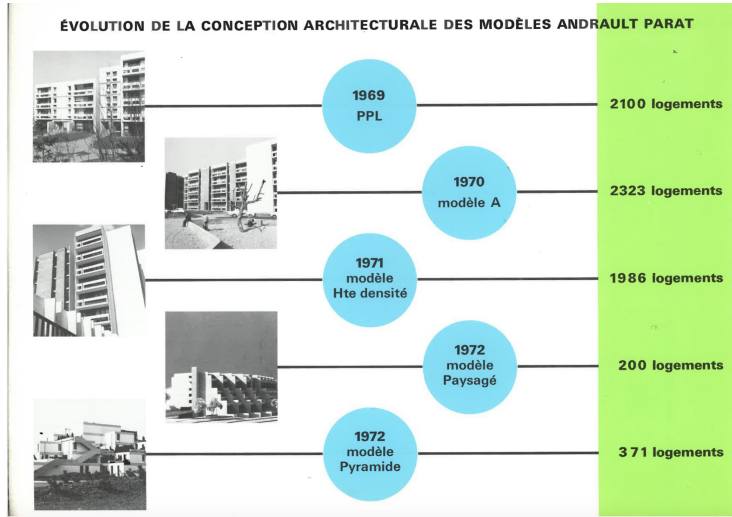 ÉVOLUTION DE LA CONCEPTION ARCHITECTURALE DES MODÈLES ANDRAULT PARAT
1969
PPL
2100 logements
1970
modèle A
2323 logements
1971
modèle
Hte densité
1986 logements
1972
modèle
Paysagé
200 logements
1972
modèle
Pyramide
371 logements